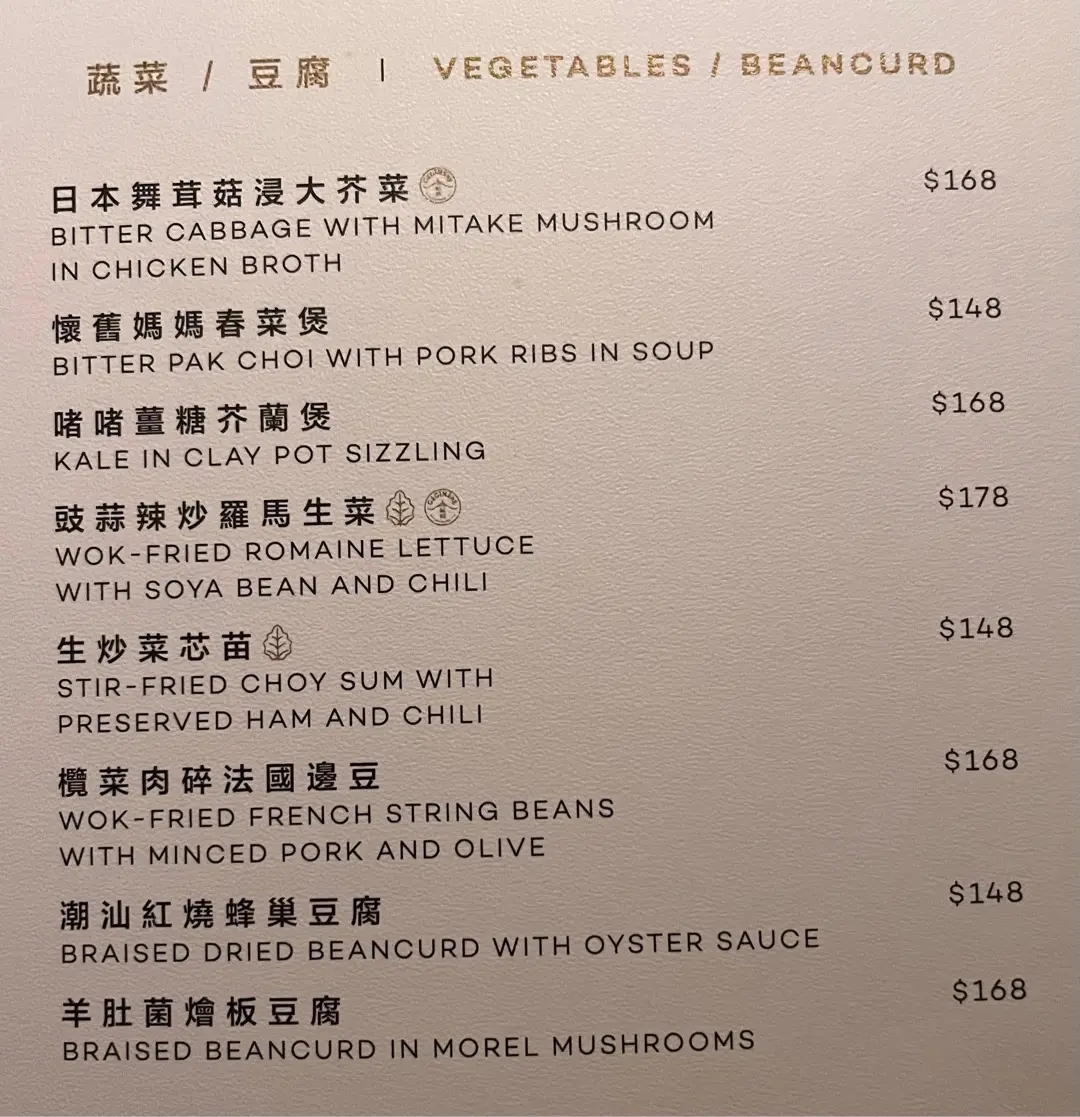 蔬菜 / 豆腐 | VEGETABLES / BEANCURD
日本舞茸菇浸大芥菜 $168
BITTER CABBAGE WITH MITAKE MUSHROOM
IN CHICKEN BROTH
懷舊媽媽春菜煲 $148
BITTER PAK CHOI WITH PORK RIBS IN SOUP
啫啫薑糖芥蘭煲 $168
KALE IN CLAY POT SIZZLING
豉蒜辣炒羅馬生菜 $178
WOK-FRIED ROMAINE LETTUCE
WITH SOYA BEAN AND CHILI
生炒菜芯苗 $148
STIR-FRIED CHOY SUM WITH
PRESERVED HAM AND CHILI
欖菜肉碎法國邊豆 $168
WOK-FRIED FRENCH STRING BEANS
WITH MINCED PORK AND OLIVE
潮汕紅燒蜂巢豆腐 $148
BRAISED DRIED BEANCURD WITH OYSTER SAUCE
羊肚菌燴板豆腐 $168
BRAISED BEANCURD IN MOREL MUSHROOMS